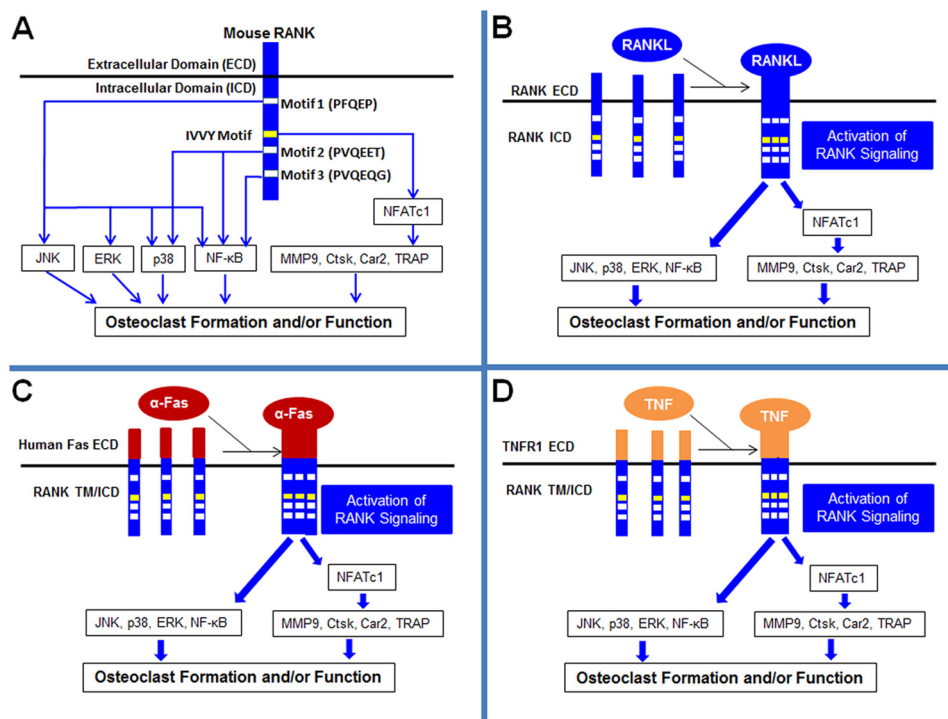 A
Mouse RANK
Extracellular Domain (ECD)
Intracellular Domain (ICD)
Motif 1 (PFQEP)
IVVY Motif
Motif 2 (PVQEET)
Motif 3 (PVQEQG)
NFATc1
JNK
ERK
p38
NF-κB
MMP9, Ctsk, Car2, TRAP
Osteoclast Formation and/or Function
B
RANKL
RANKL
RANK ECD
RANK ICD
Activation of
RANK Signaling
NFATc1
JNK, p38, ERK, NF-κB
MMP9, Ctsk, Car2, TRAP
Osteoclast Formation and/or Function
C
α-Fas
α-Fas
Human Fas ECD
RANK TM/ICD
Activation of
RANK Signaling
NFATc1
JNK, p38, ERK, NF-κB
MMP9, Ctsk, Car2, TRAP
Osteoclast Formation and/or Function
D
TNF
TNF
TNFR1 ECD
RANK TM/ICD
Activation of
RANK Signaling
NFATc1
JNK, p38, ERK, NF-κB
MMP9, Ctsk, Car2, TRAP
Osteoclast Formation and/or Function